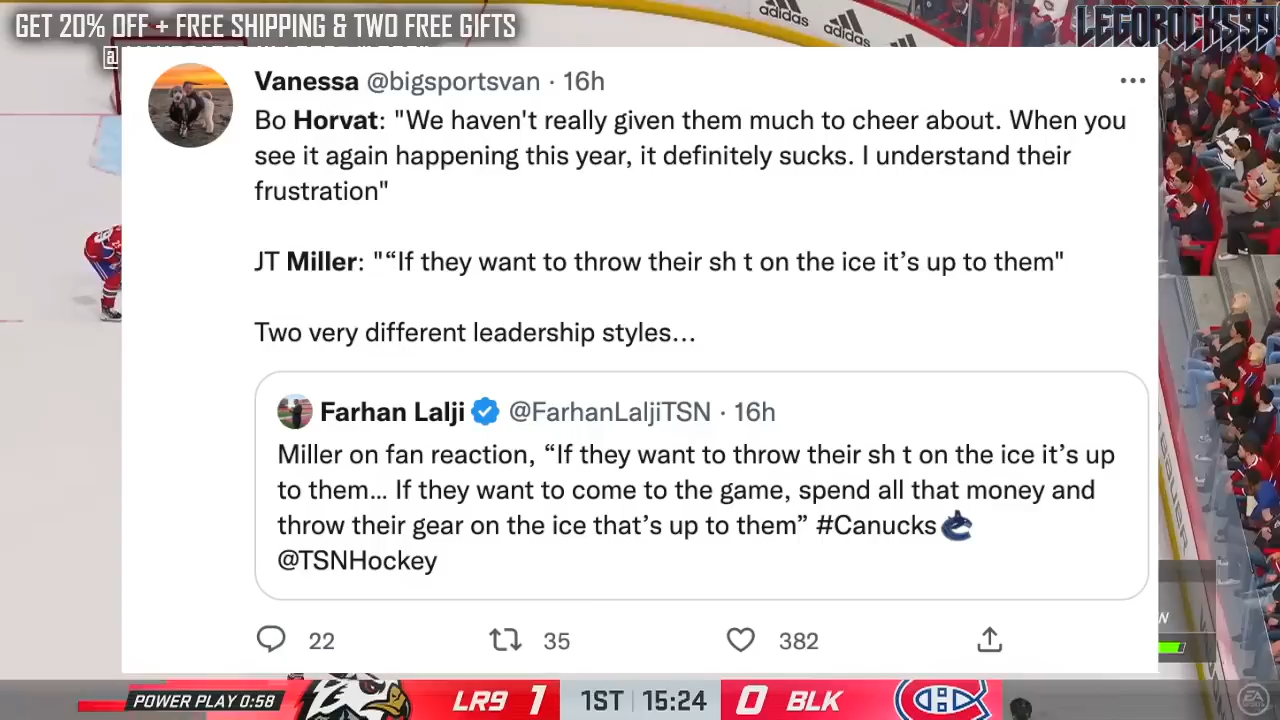 GET 20% OFF + FREE SHIPPING & TWO FREE GIFTS
LEGOROCKS99
adidas
adidas
@
Vanessa @bigsportsvan · 16h
Bo Horvat: "We haven't really given them much to cheer about. When you
see it again happening this year, it definitely sucks. I understand their
frustration"
JT Miller: "“If they want to throw their sh t on the ice it’s up to them"
Two very different leadership styles…
Farhan Lalji @FarhanLaljiTSN · 16h
Miller on fan reaction, “If they want to throw their sh t on the ice it’s up
to them… If they want to come to the game, spend all that money and
throw their gear on the ice that’s up to them” #Canucks
@TSNHockey
22 35 382
POWER PLAY 0:58 LR9 1 1ST 15:24 0 BLK
EA